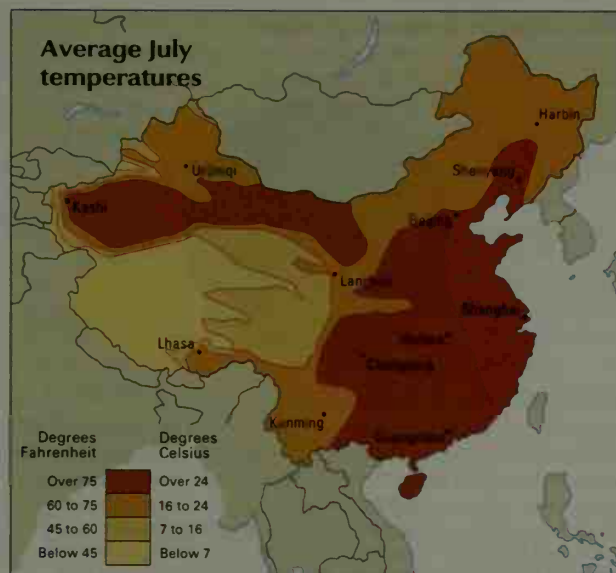 Average July
temperatures
Harbin
Urumqi
Shenyang
Kashi
Beijing
Lanzhou
Shanghai
Lhasa
Chongqing
Kunming
Guangzhou
Degrees
Fahrenheit
Degrees
Celsius
Over 75
Over 24
60 to 75
16 to 24
45 to 60
7 to 16
Below 45
Below 7